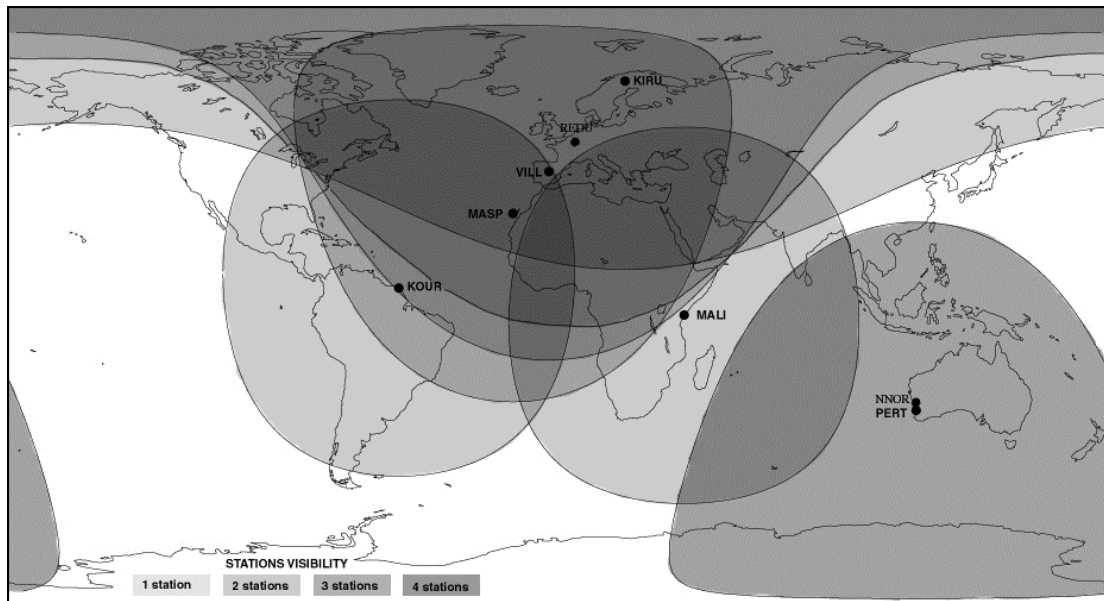 KIRU
REDU
VILL
MASP
KOUR
MALI
NNOR
PERT
STATIONS VISIBILITY
1 station
2 stations
3 stations
4 stations